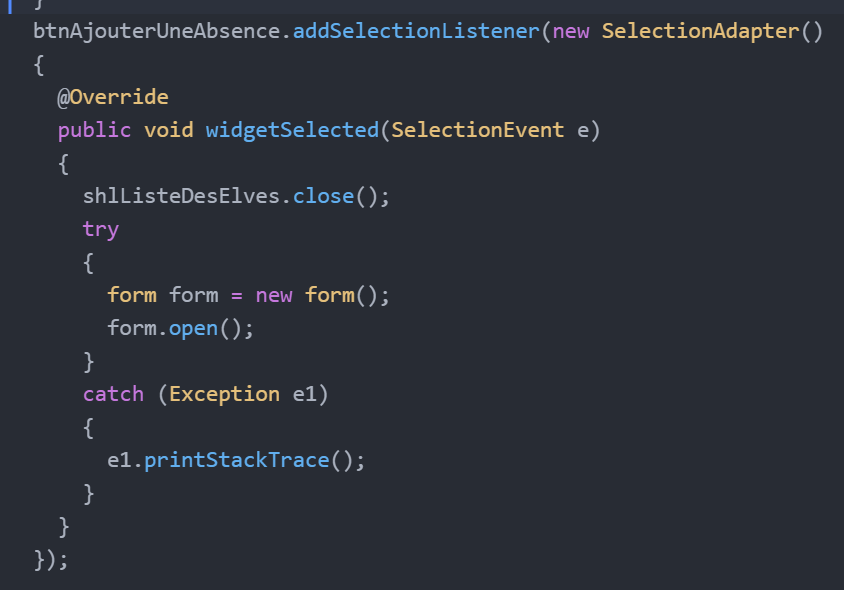 }
btnAjouterUneAbsence.addSelectionListener(new SelectionAdapter()
{
  @Override
  public void widgetSelected(SelectionEvent e)
  {
    shlListeDesElves.close();
    try
    {
      form form = new form();
      form.open();
    }
    catch (Exception e1)
    {
      e1.printStackTrace();
    }
  }
});